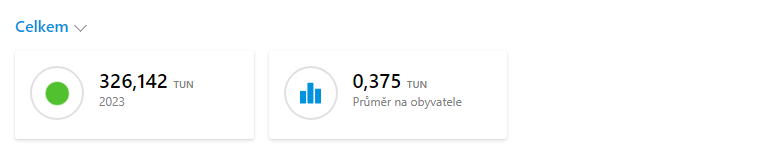 Celkem
326,142 TUN
2023
0,375 TUN
Průměr na obyvatele